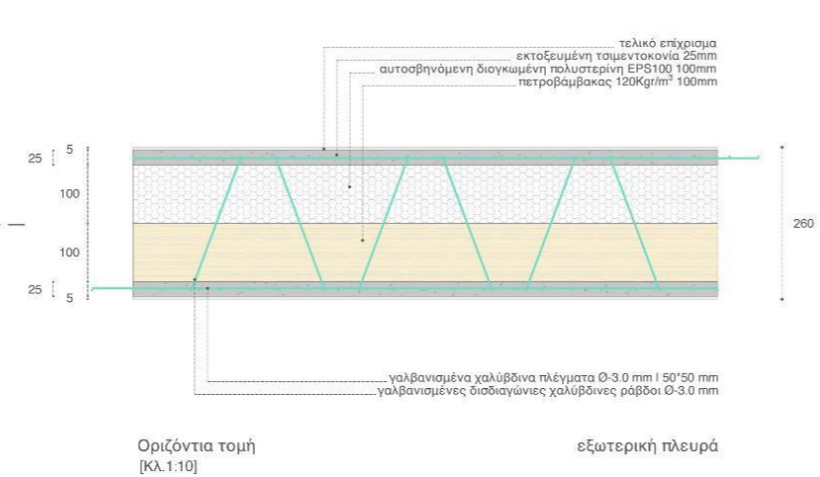 τελικό επίχρισμα
εκτοξευμένη τσιμεντοκονία 25mm
αυτοσβηνόμενη διογκωμένη πολυστερίνη EPS100 100mm
πετροβάμβακας 120Kgr/m³ 100mm
5
25
100
260
100
25
5
γαλβανισμένα χαλύβδινα πλέγματα Ø-3.0 mm | 50*50 mm
γαλβανισμένες δισδιαγώνιες χαλύβδινες ράβδοι Ø-3.0 mm
Οριζόντια τομή
εξωτερική πλευρά
[Κλ.1:10]